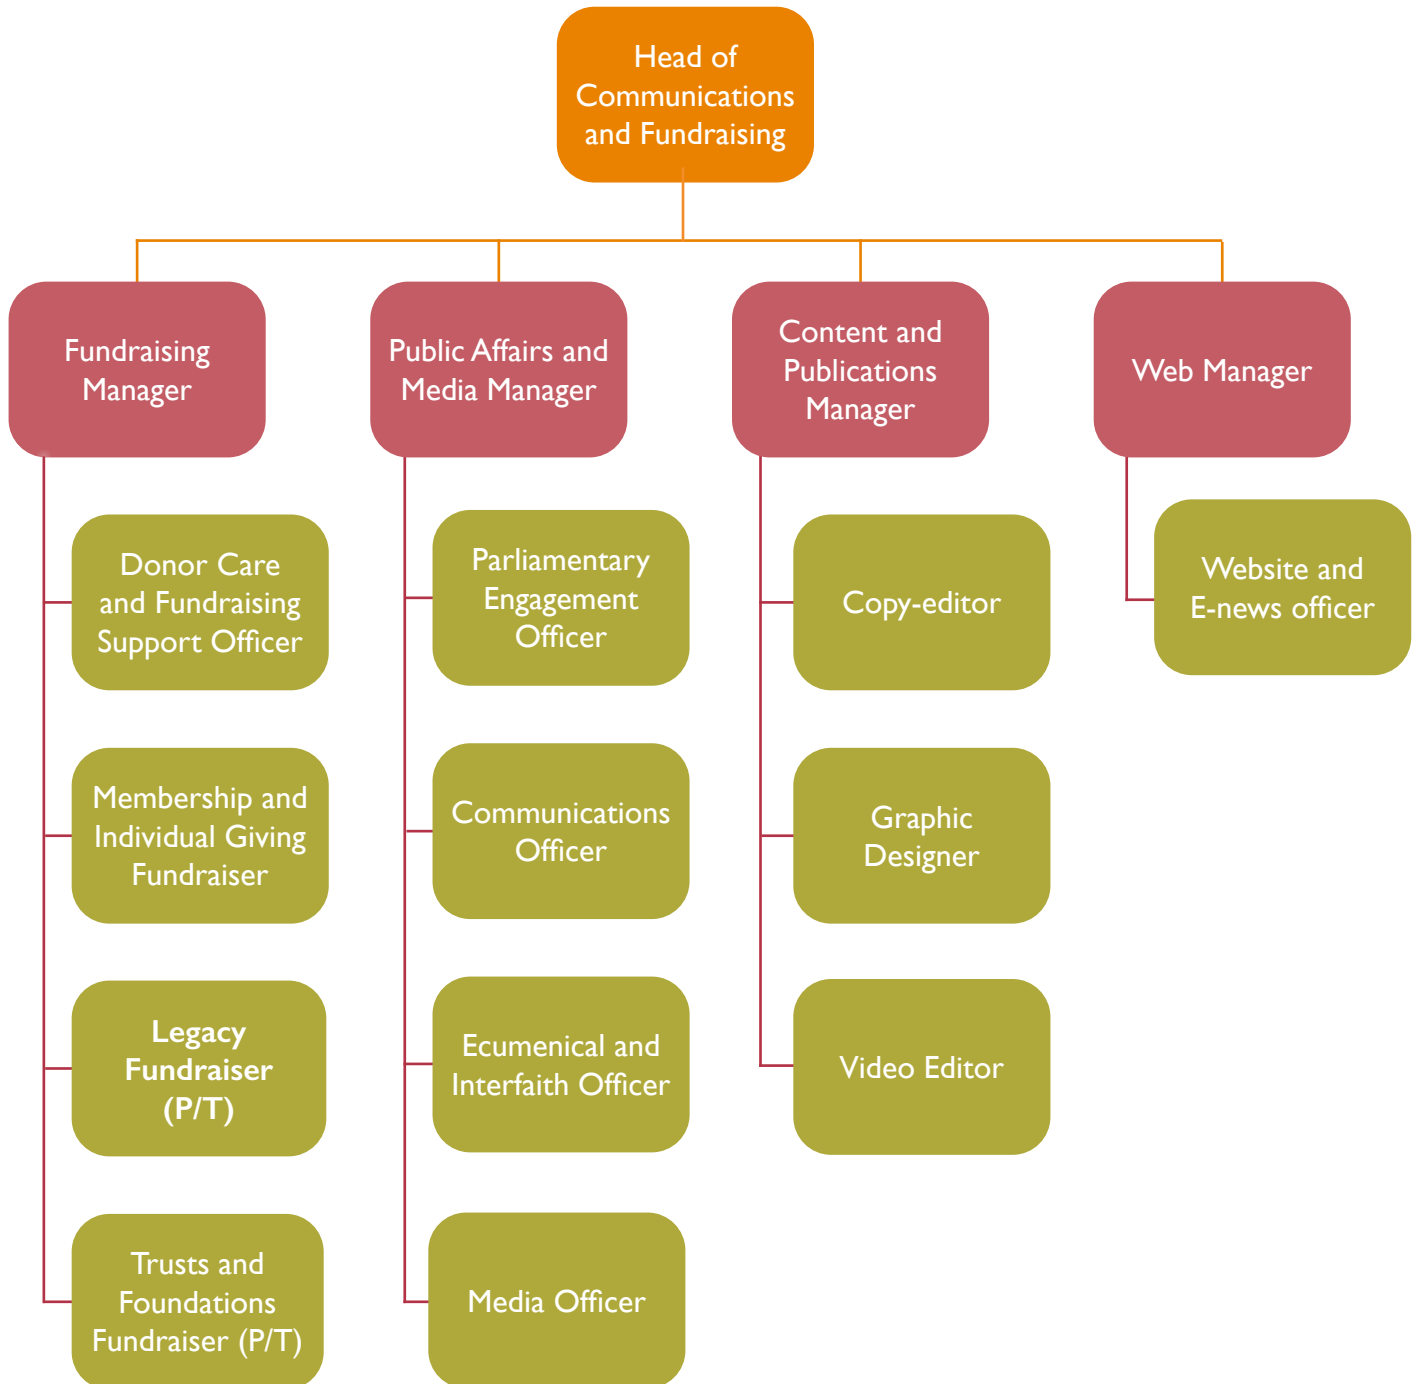 Head of
Communications
and Fundraising
Fundraising
Manager
Public Affairs and
Media Manager
Content and
Publications
Manager
Web Manager
Donor Care
and Fundraising
Support Officer
Parliamentary
Engagement
Officer
Copy-editor
Website and
E-news officer
Membership and
Individual Giving
Fundraiser
Communications
Officer
Graphic
Designer
Legacy
Fundraiser
(P/T)
Ecumenical and
Interfaith Officer
Video Editor
Trusts and
Foundations
Fundraiser (P/T)
Media Officer